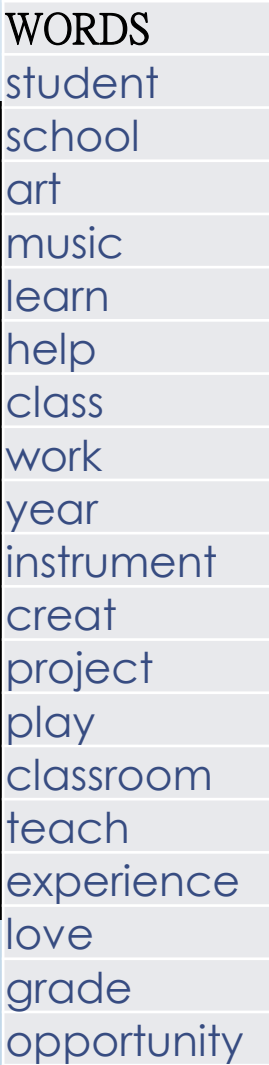 WORDS
student
school
art
music
learn
help
class
work
year
instrument
creat
project
play
classroom
teach
experience
love
grade
opportunity